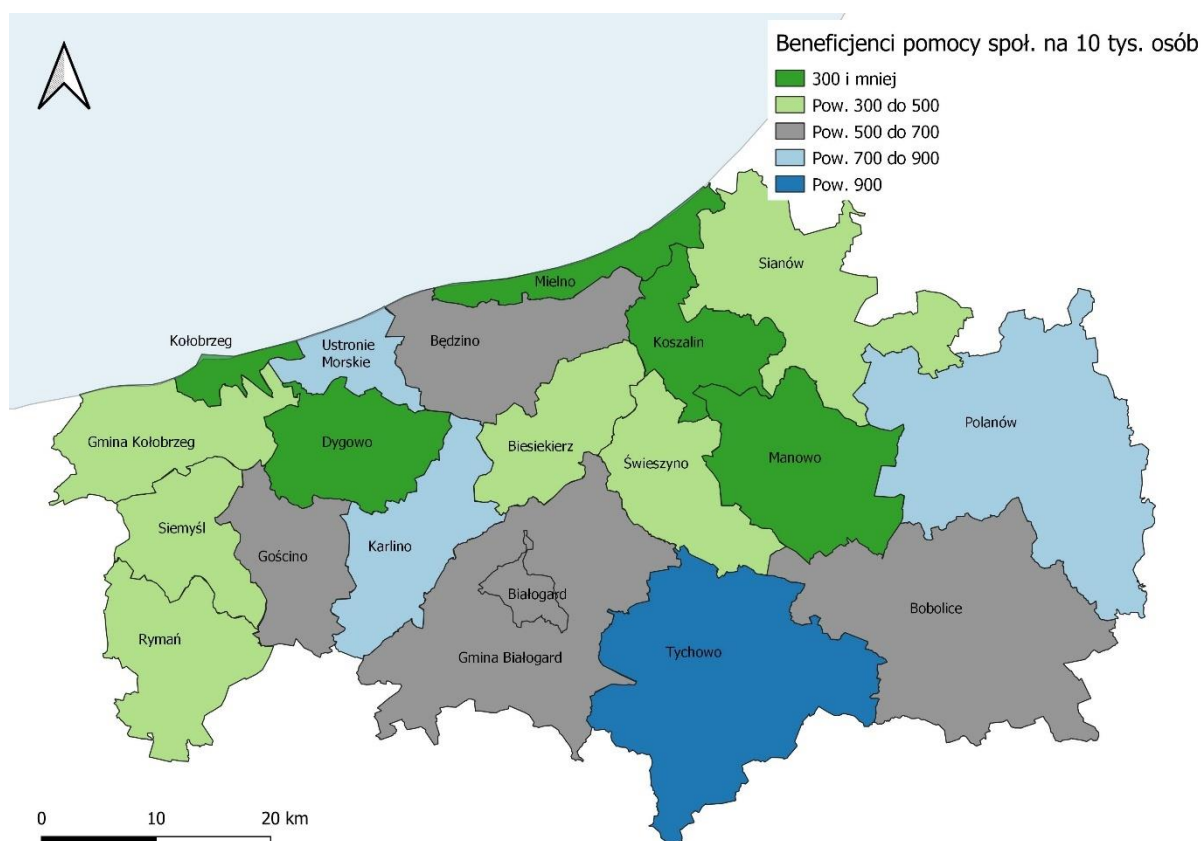 Beneficjenci pomocy społ. na 10 tys. osób
300 i mniej
Pow. 300 do 500
Pow. 500 do 700
Pow. 700 do 900
Pow. 900
Sianów
Mielno
Kołobrzeg
Ustronie
Morskie
Będzino
Koszalin
Polanów
Gmina Kołobrzeg
Dygowo
Biesiekierz
Świeszyno
Manowo
Siemyśl
Gościno
Karlino
Białogard
Bobolice
Rymań
Gmina Białogard
Tychowo
0 10 20 km